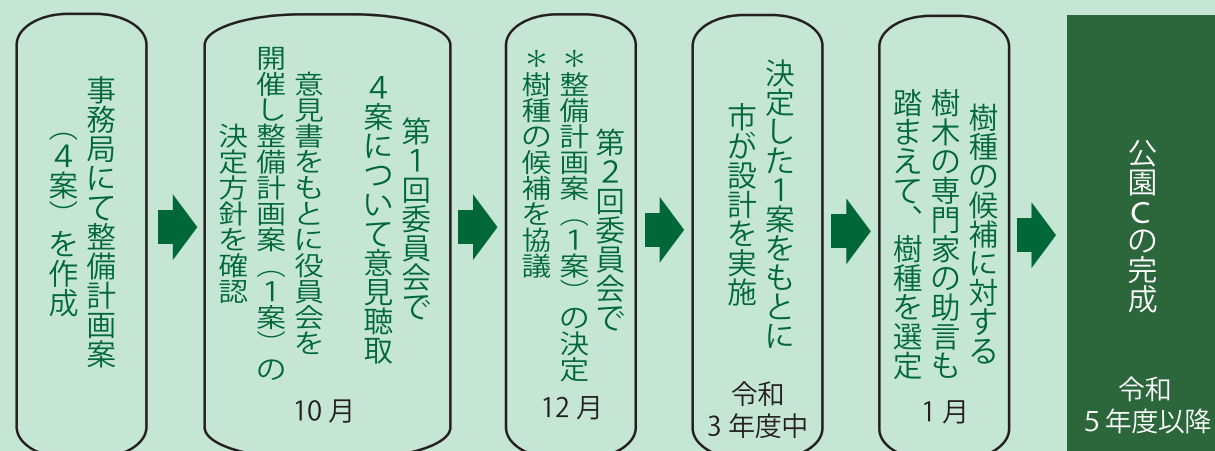 事務局にて整備計画案
（４案）を作成
第１回委員会で
４案について意見聴取
意見書をもとに役員会を
開催し整備計画案（１案）の
決定方針を確認
10 月
第２回委員会で
＊整備計画案（１案）の決定
＊樹種の候補を協議
12 月
決定した１案をもとに
市が設計を実施
令和
3 年度中
樹種の候補に対する
樹木の専門家の助言も
踏まえて、樹種を選定
1 月
公園Ｃの完成
令和
5 年度以降